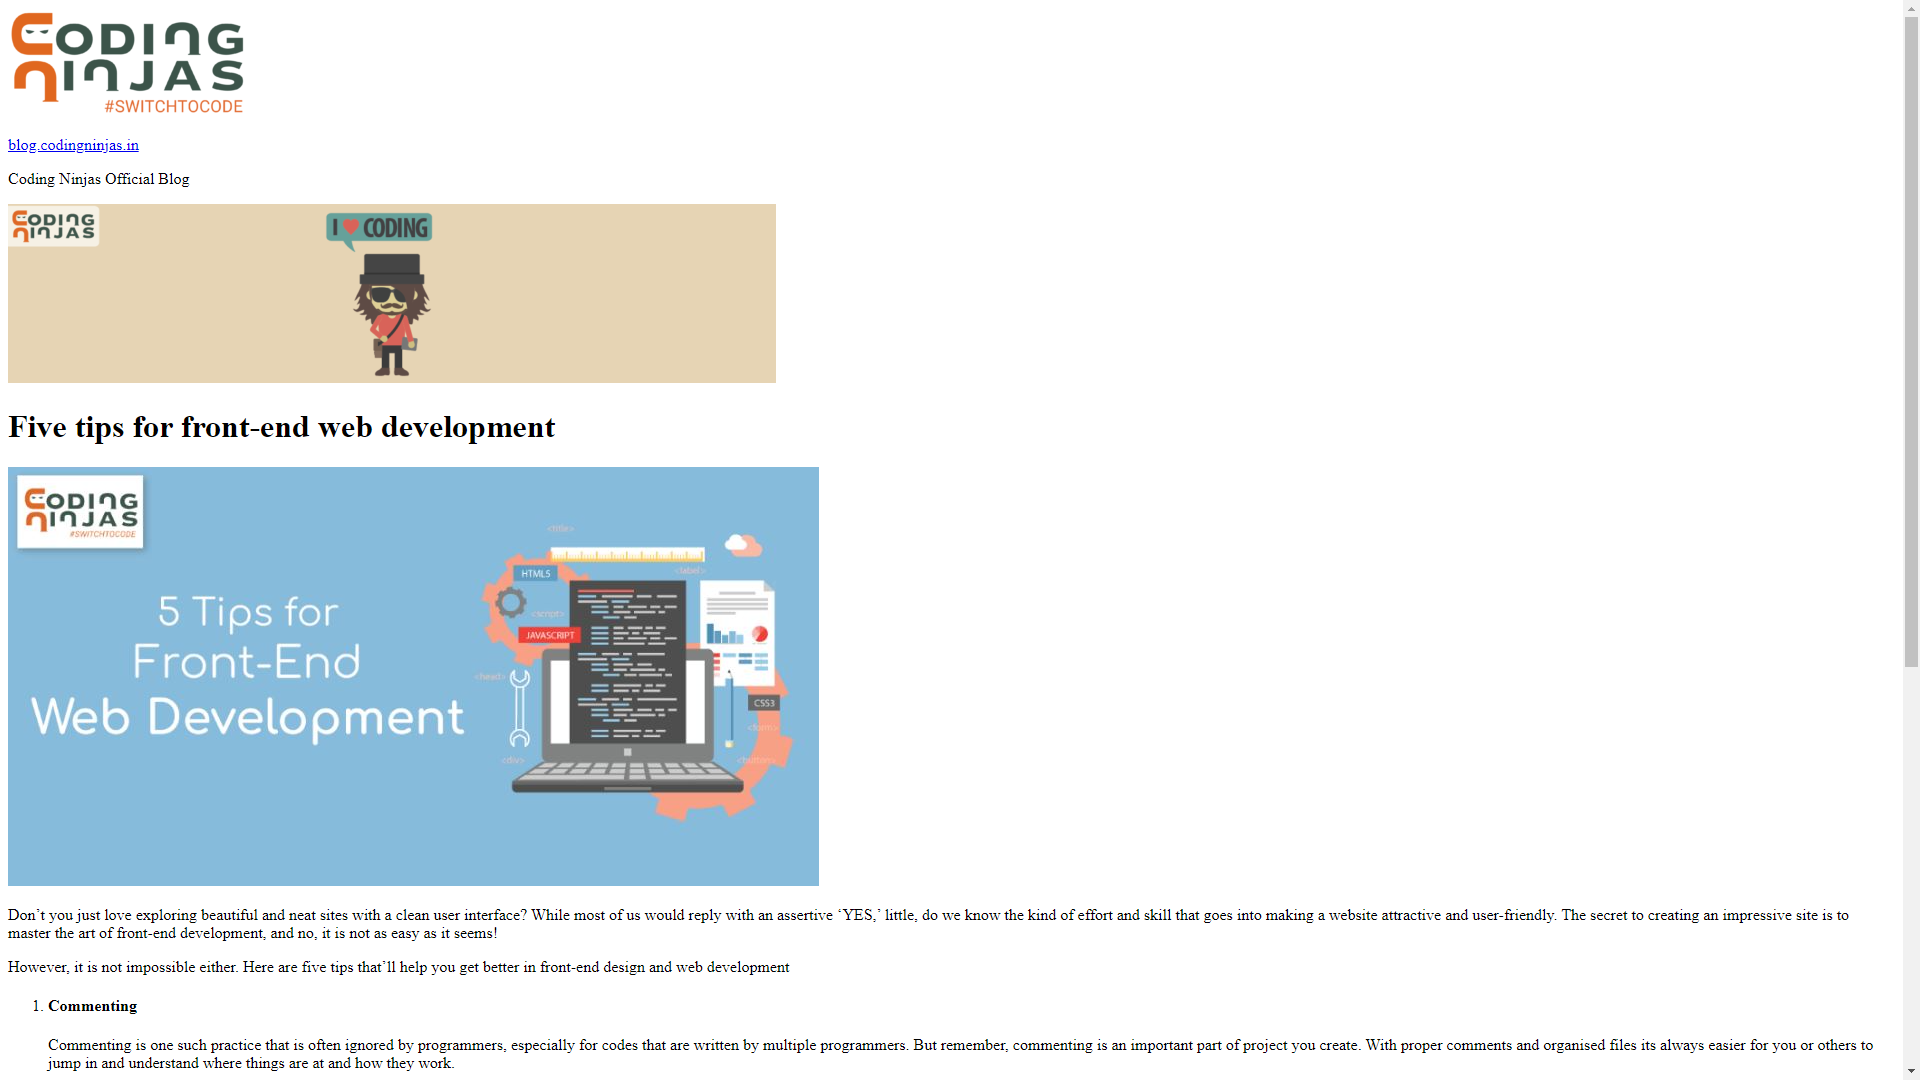 CODING
NINJAS
#SWITCHTOCODE
blog.codingninjas.in
Coding Ninjas Official Blog
CODING
NINJAS
I CODING
Five tips for front-end web development
CODING
NINJAS
#SWITCHTOCODE
<title>
<label>
HTML5
<script>
JAVASCRIPT
5 Tips for
Front-End
Web Development
<head>
CSS3
<form>
<div>
<button>
Don’t you just love exploring beautiful and neat sites with a clean user interface? While most of us would reply with an assertive ‘YES,’ little, do we know the kind of effort and skill that goes into making a website attractive and user-friendly. The secret to creating an impressive site is to
master the art of front-end development, and no, it is not as easy as it seems!
However, it is not impossible either. Here are five tips that’ll help you get better in front-end design and web development
1. Commenting
Commenting is one such practice that is often ignored by programmers, especially for codes that are written by multiple programmers. But remember, commenting is an important part of project you create. With proper comments and organised files its always easier for you or others to
jump in and understand where things are at and how they work.